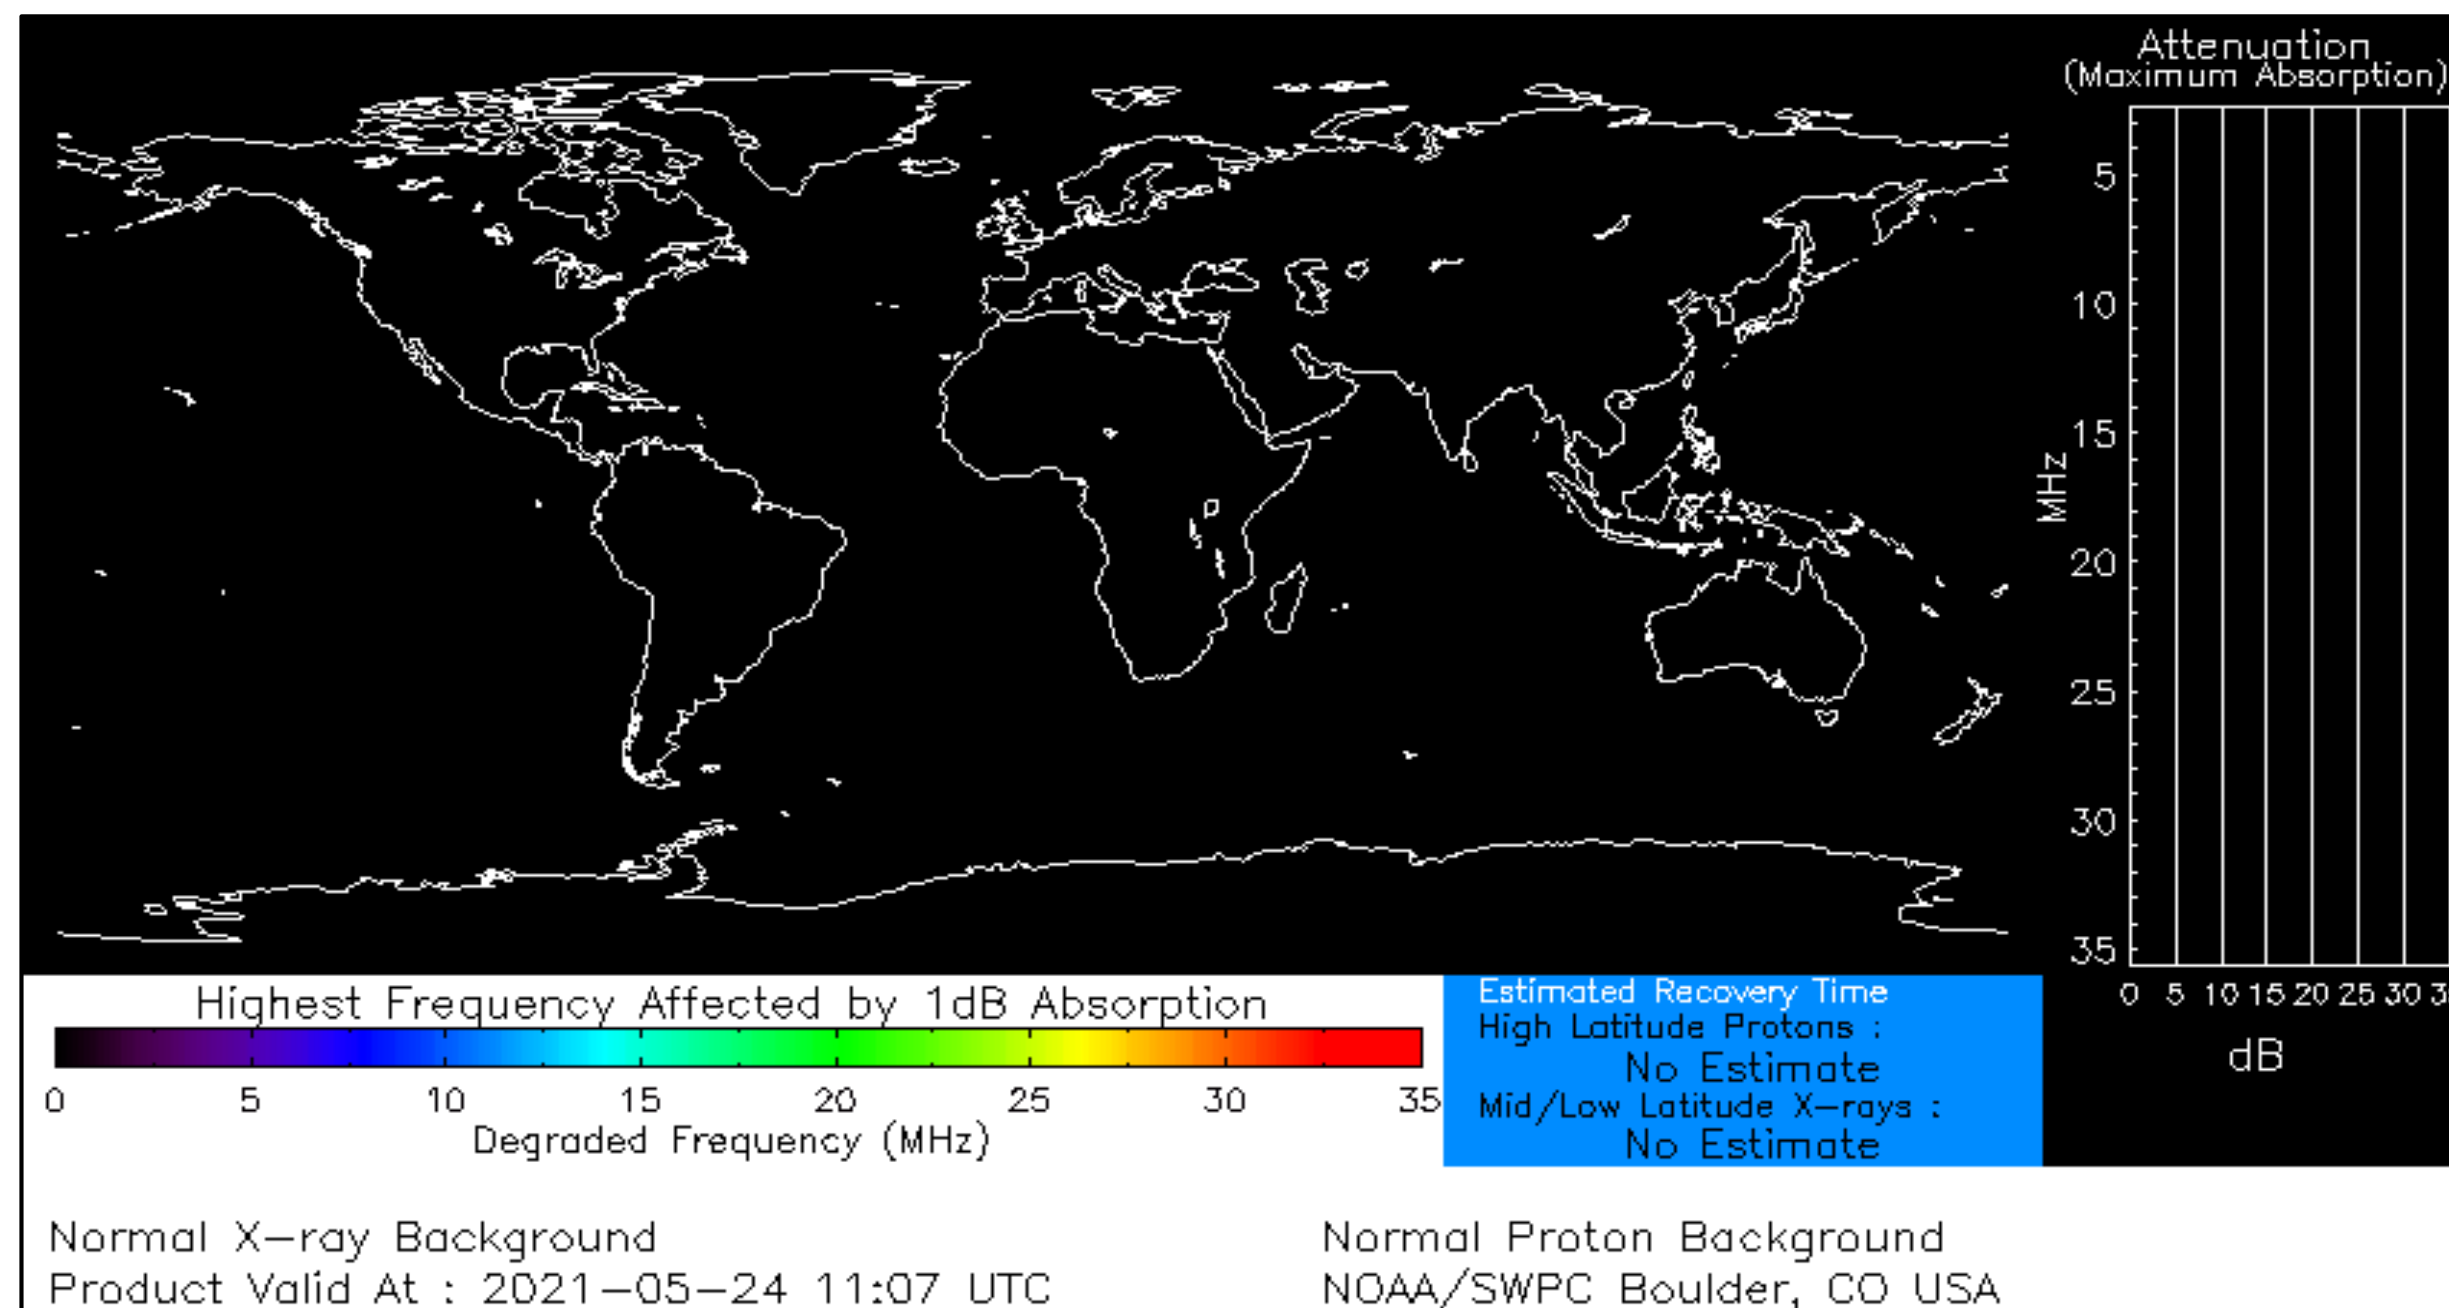 Attenuation
(Maximum Absorption)
5
10
15
20
25
30
35
MHz
0 5 10 15 20 25 30 3
dB
Highest Frequency Affected by 1dB Absorption
0 5 10 15 20 25 30 35
Degraded Frequency (MHz)
Estimated Recovery Time
High Latitude Protons :
No Estimate
Mid/Low Latitude X-rays :
No Estimate
Normal X-ray Background
Normal Proton Background
Product Valid At : 2021-05-24 11:07 UTC
NOAA/SWPC Boulder, CO USA